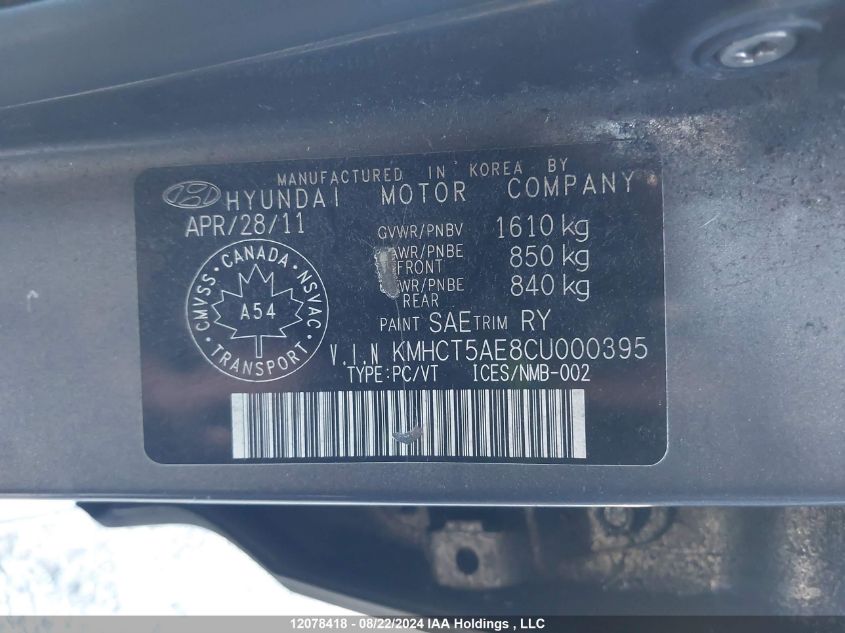 MANUFACTURED IN KOREA BY
HYUNDAI MOTOR COMPANY
APR/28/11
GVWR/PNBV 1610 kg
AWR/PNBE 850 kg
FRONT
WR/PNBE 840 kg
REAR
CMVSS · CANADA · NSVAC
A54
TRANSPORT
PAINT SAE TRIM RY
V.I.N KMHCT5AE8CU000395
TYPE:PC/VT ICES/NMB-002
12078418 - 08/22/2024 IAA Holdings , LLC